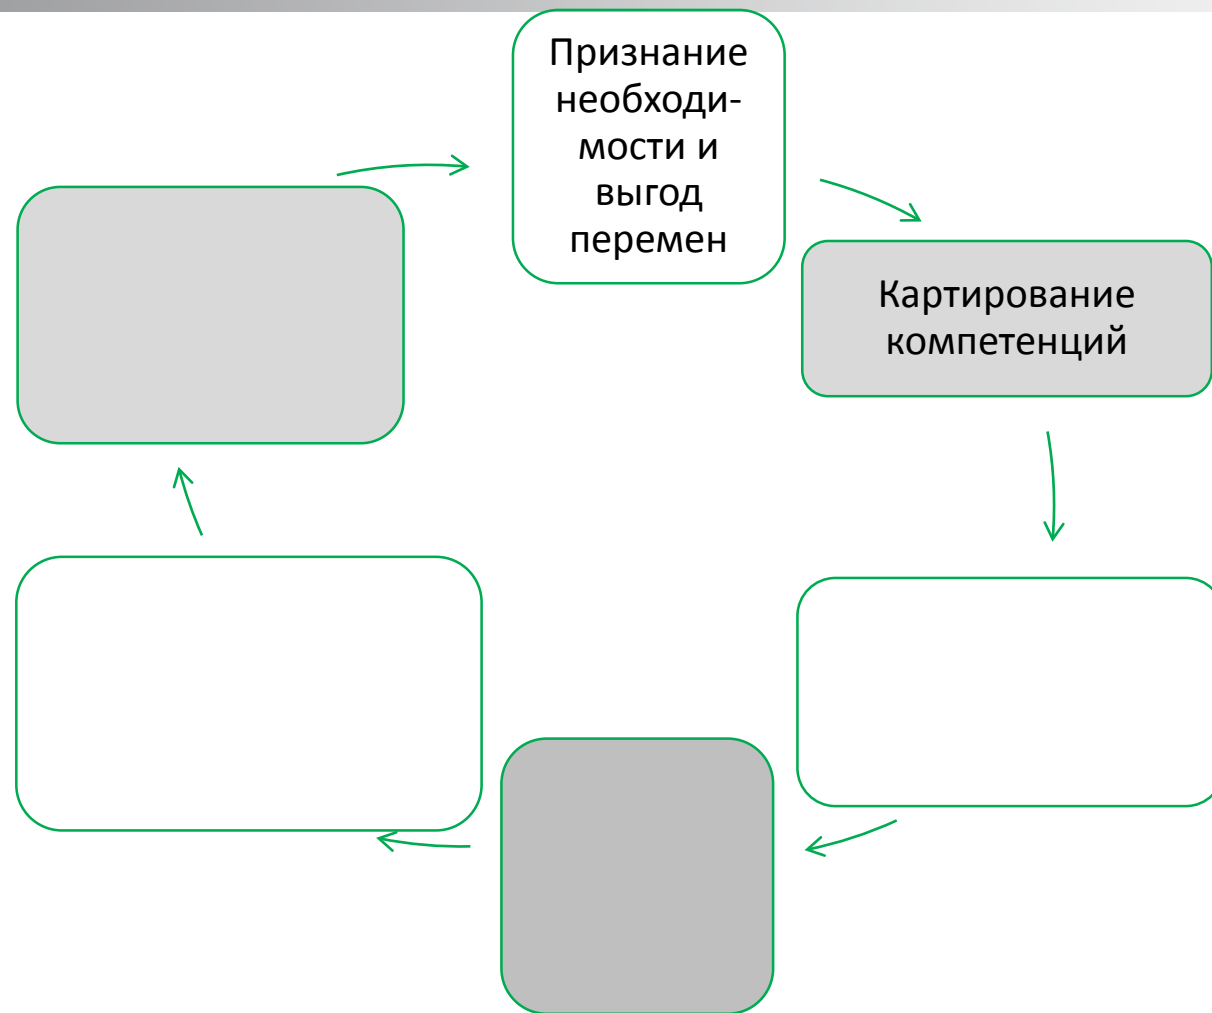 Признание
необходи-
мости и
выгод
перемен
Картирование
компетенций